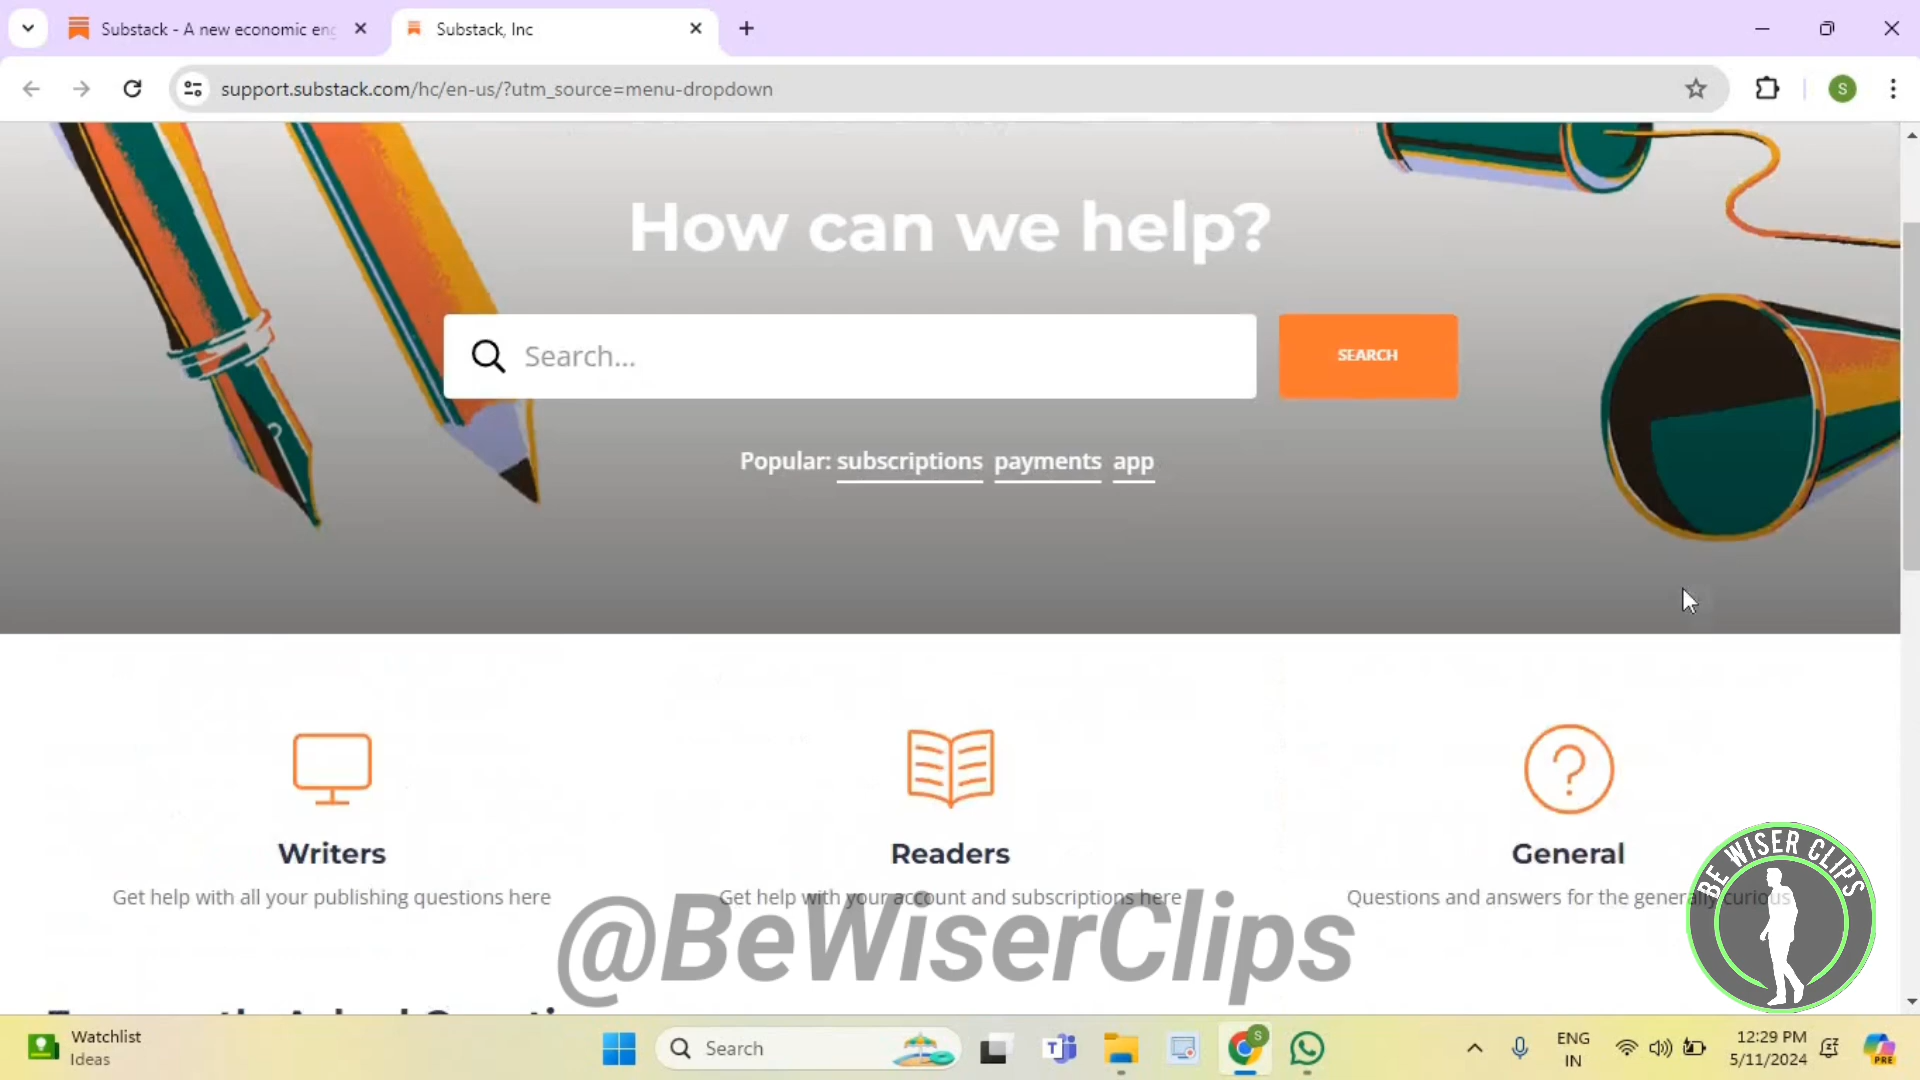 Substack - A new economic eng
Substack, Inc
support.substack.com/hc/en-us/?utm_source=menu-dropdown
S
How can we help?
Search...
SEARCH
Popular: subscriptions payments app
Writers
Readers
General
Get help with all your publishing questions here
Get help with your account and subscriptions here
Questions and answers for the generally curious
@BeWiserClips
BE WISER CLIPS
Watchlist
Ideas
Search
S
ENG
IN
12:29 PM
5/11/2024
PRE